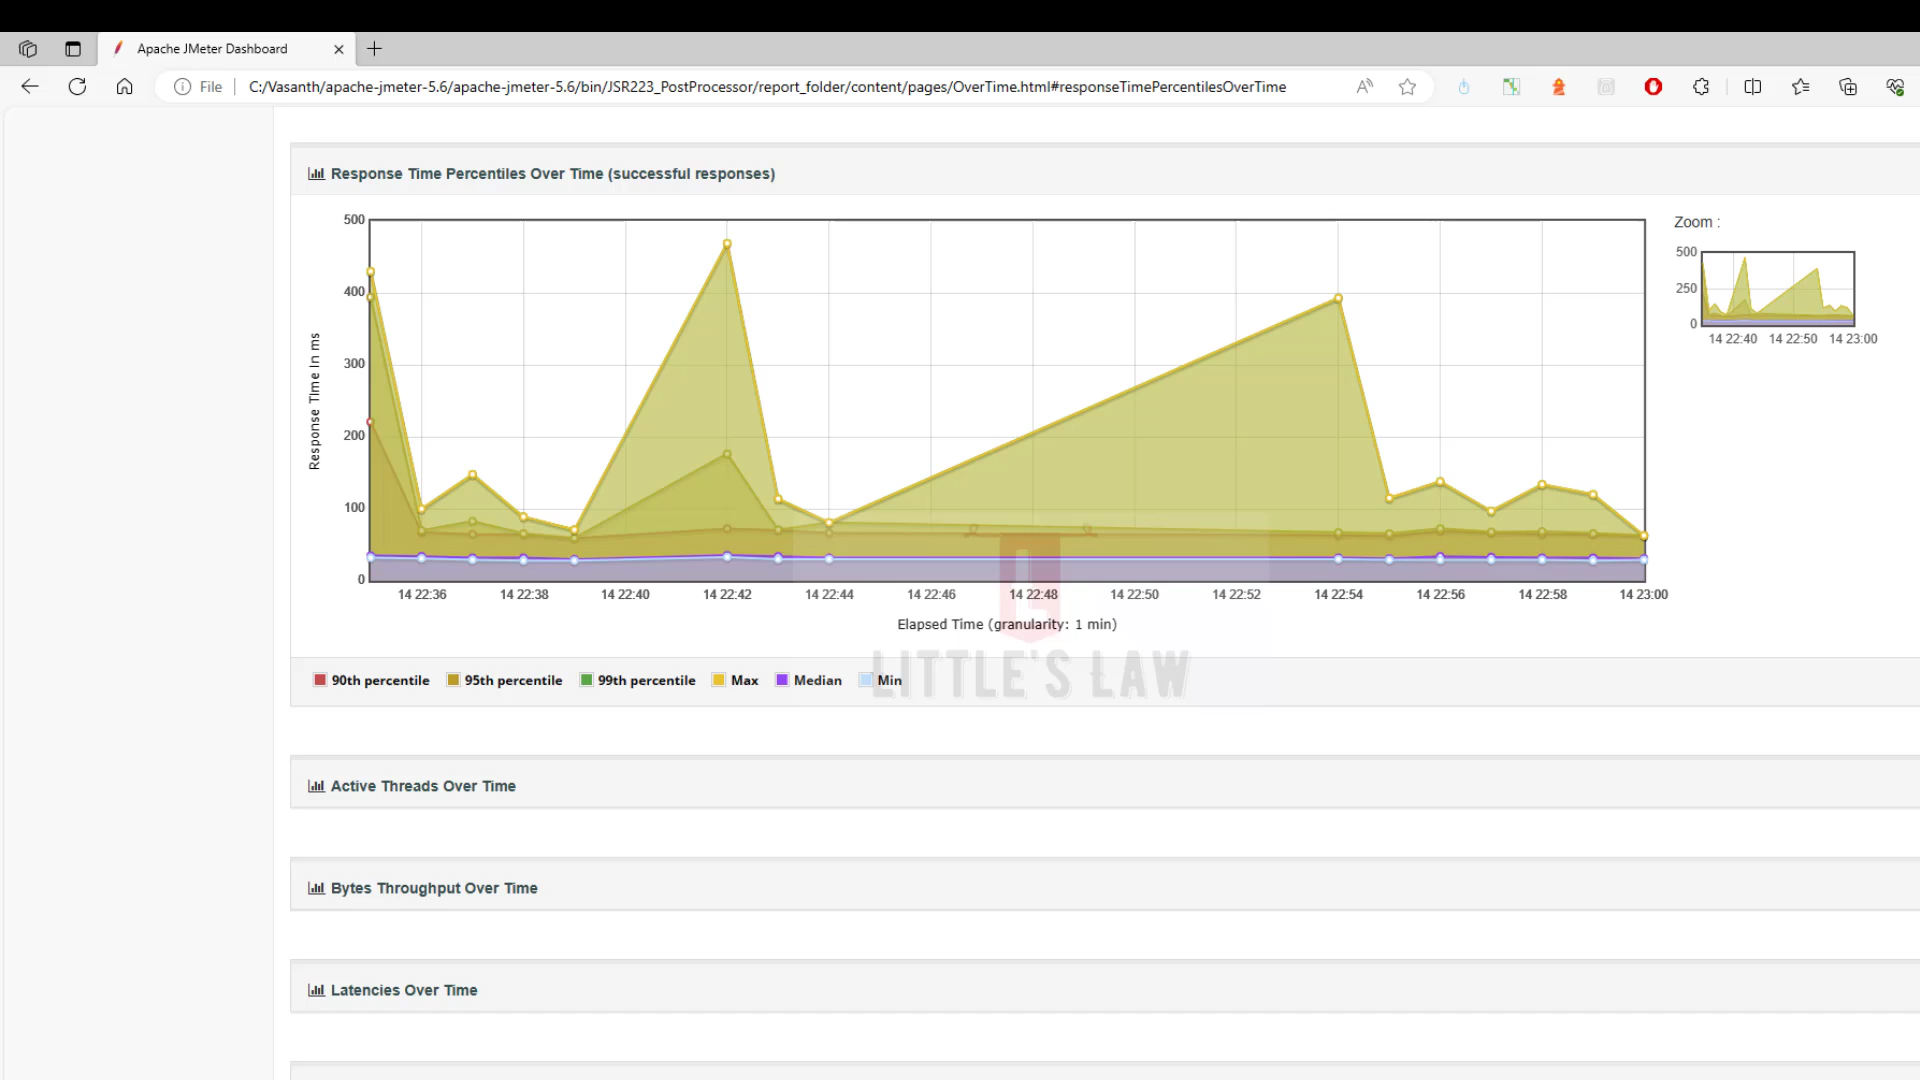 Apache JMeter Dashboard
File C:/Vasanth/apache-jmeter-5.6/apache-jmeter-5.6/bin/JSR223_PostProcessor/report_folder/content/pages/OverTime.html#responseTimePercentilesOverTime
Response Time Percentiles Over Time (successful responses)
Zoom :
500
400
300
200
100
0
Response Time In ms
14 22:36 14 22:38 14 22:40 14 22:42 14 22:44 14 22:46 14 22:48 14 22:50 14 22:52 14 22:54 14 22:56 14 22:58 14 23:00
Elapsed Time (granularity: 1 min)
500
250
0
14 22:40 14 22:50 14 23:00
90th percentile 95th percentile 99th percentile Max Median Min
LITTLE'S LAW
Active Threads Over Time
Bytes Throughput Over Time
Latencies Over Time